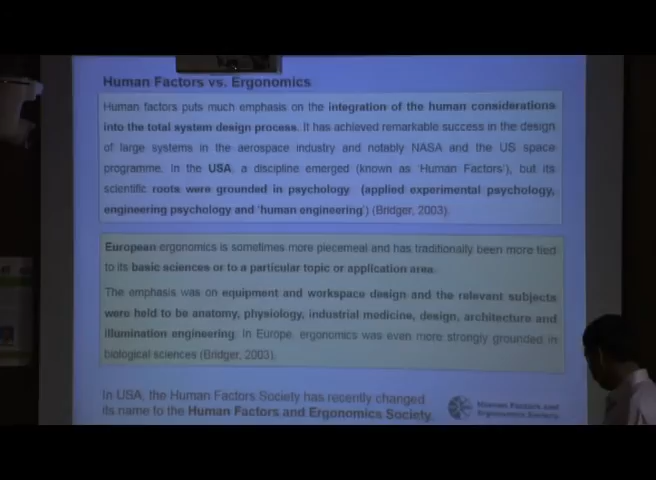 Human Factors vs. Ergonomics
Human factors puts much emphasis on the integration of the human considerations
into the total system design process. It has achieved remarkable success in the design
of large systems in the aerospace industry and notably NASA and the US space
programme. In the USA, a discipline emerged (known as 'Human Factors'), but its
scientific roots were grounded in psychology (applied experimental psychology,
engineering psychology and 'human engineering') (Bridger, 2003).
European ergonomics is sometimes more piecemeal and has traditionally been more tied
to its basic sciences or to a particular topic or application area.
The emphasis was on equipment and workspace design and the relevant subjects
were held to be anatomy, physiology, industrial medicine, design, architecture and
illumination engineering. In Europe, ergonomics was even more strongly grounded in
biological sciences (Bridger, 2003).
In USA, the Human Factors Society has recently changed
its name to the Human Factors and Ergonomics Society.
Human Factors and
Ergonomics Society